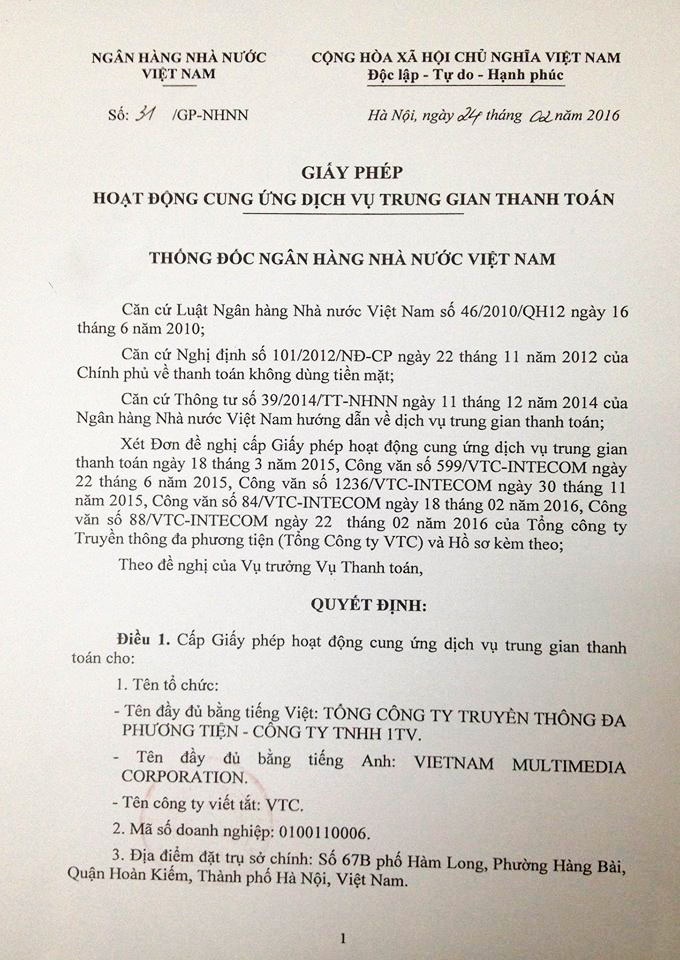 NGÂN HÀNG NHÀ NƯỚC
VIỆT NAM
CỘNG HÒA XÃ HỘI CHỦ NGHĨA VIỆT NAM
Độc lập - Tự do - Hạnh phúc
Số: 31 /GP-NHNN
Hà Nội, ngày 24 tháng 02 năm 2016
GIẤY PHÉP
HOẠT ĐỘNG CUNG ỨNG DỊCH VỤ TRUNG GIAN THANH TOÁN
THỐNG ĐỐC NGÂN HÀNG NHÀ NƯỚC VIỆT NAM
Căn cứ Luật Ngân hàng Nhà nước Việt Nam số 46/2010/QH12 ngày 16
tháng 6 năm 2010;
Căn cứ Nghị định số 101/2012/NĐ-CP ngày 22 tháng 11 năm 2012 của
Chính phủ về thanh toán không dùng tiền mặt;
Căn cứ Thông tư số 39/2014/TT-NHNN ngày 11 tháng 12 năm 2014 của
Ngân hàng Nhà nước Việt Nam hướng dẫn về dịch vụ trung gian thanh toán;
Xét Đơn đề nghị cấp Giấy phép hoạt động cung ứng dịch vụ trung gian
thanh toán ngày 18 tháng 3 năm 2015, Công văn số 599/VTC-INTECOM ngày
22 tháng 6 năm 2015, Công văn số 1236/VTC-INTECOM ngày 30 tháng 11
năm 2015, Công văn số 84/VTC-INTECOM ngày 18 tháng 02 năm 2016, Công
văn số 88/VTC-INTECOM ngày 22 tháng 02 năm 2016 của Tổng công ty
Truyền thông đa phương tiện (Tổng Công ty VTC) và Hồ sơ kèm theo;
Theo đề nghị của Vụ trưởng Vụ Thanh toán,
QUYẾT ĐỊNH:
Điều 1. Cấp Giấy phép hoạt động cung ứng dịch vụ trung gian thanh
toán cho:
1. Tên tổ chức:
- Tên đầy đủ bằng tiếng Việt: TỔNG CÔNG TY TRUYỀN THÔNG ĐA
PHƯƠNG TIỆN - CÔNG TY TNHH 1TV.
- Tên đầy đủ bằng tiếng Anh: VIETNAM MULTIMEDIA
CORPORATION.
- Tên công ty viết tắt: VTC.
2. Mã số doanh nghiệp: 0100110006.
3. Địa điểm đặt trụ sở chính: Số 67B phố Hàm Long, Phường Hàng Bài,
Quận Hoàn Kiếm, Thành phố Hà Nội, Việt Nam.
1